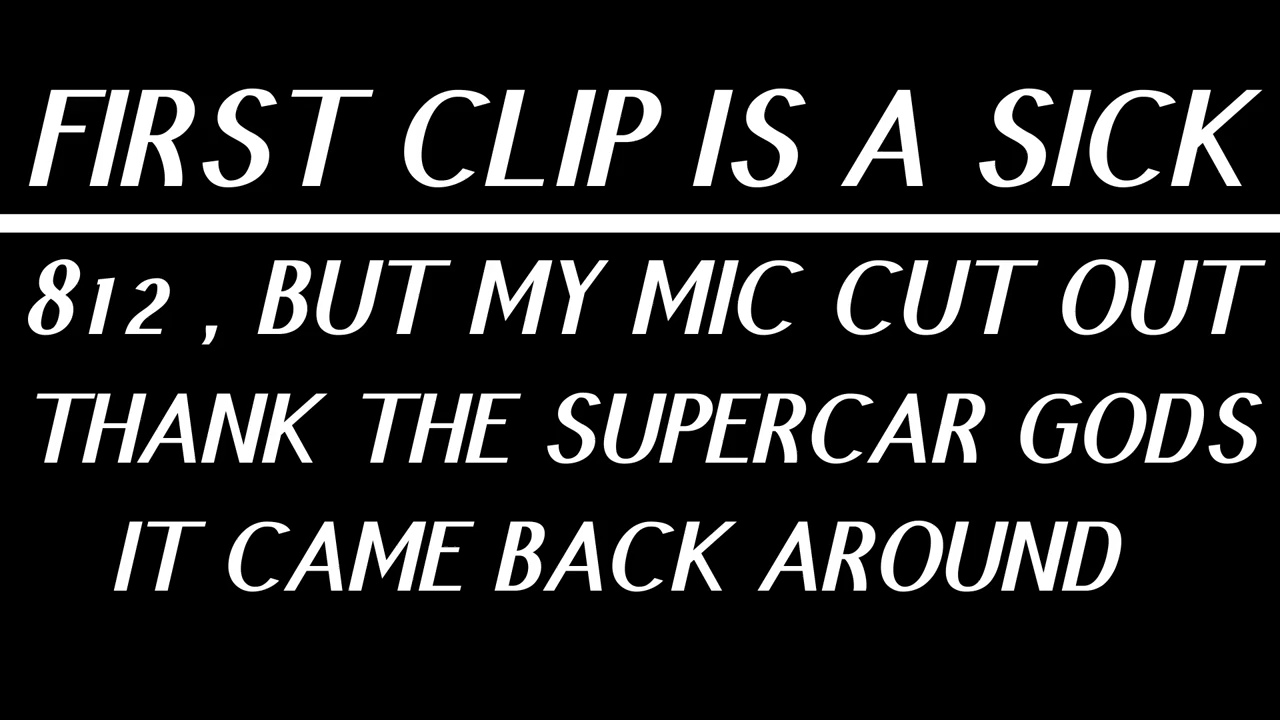 FIRST CLIP IS A SICK
812 , BUT MY MIC CUT OUT
THANK THE SUPERCAR GODS
IT CAME BACK AROUND